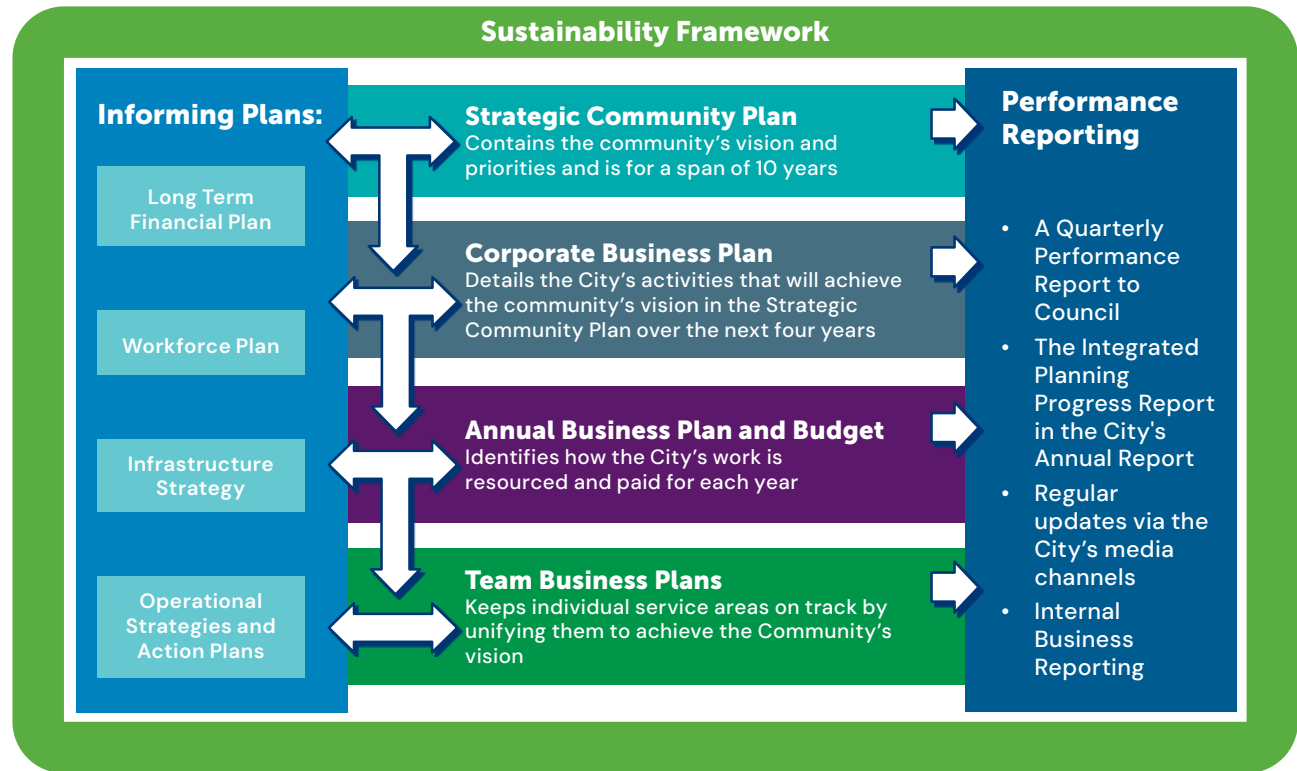 Sustainability Framework
Informing Plans:
Long Term
Financial Plan
Workforce Plan
Infrastructure
Strategy
Operational
Strategies and
Action Plans
Strategic Community Plan
Contains the community’s vision and
priorities and is for a span of 10 years
Corporate Business Plan
Details the City’s activities that will achieve
the community’s vision in the Strategic
Community Plan over the next four years
Annual Business Plan and Budget
Identifies how the City’s work is
resourced and paid for each year
Team Business Plans
Keeps individual service areas on track by
unifying them to achieve the Community’s
vision
Performance
Reporting
• A Quarterly
Performance
Report to
Council
• The Integrated
Planning
Progress Report
in the City's
Annual Report
• Regular
updates via the
City’s media
channels
• Internal
Business
Reporting